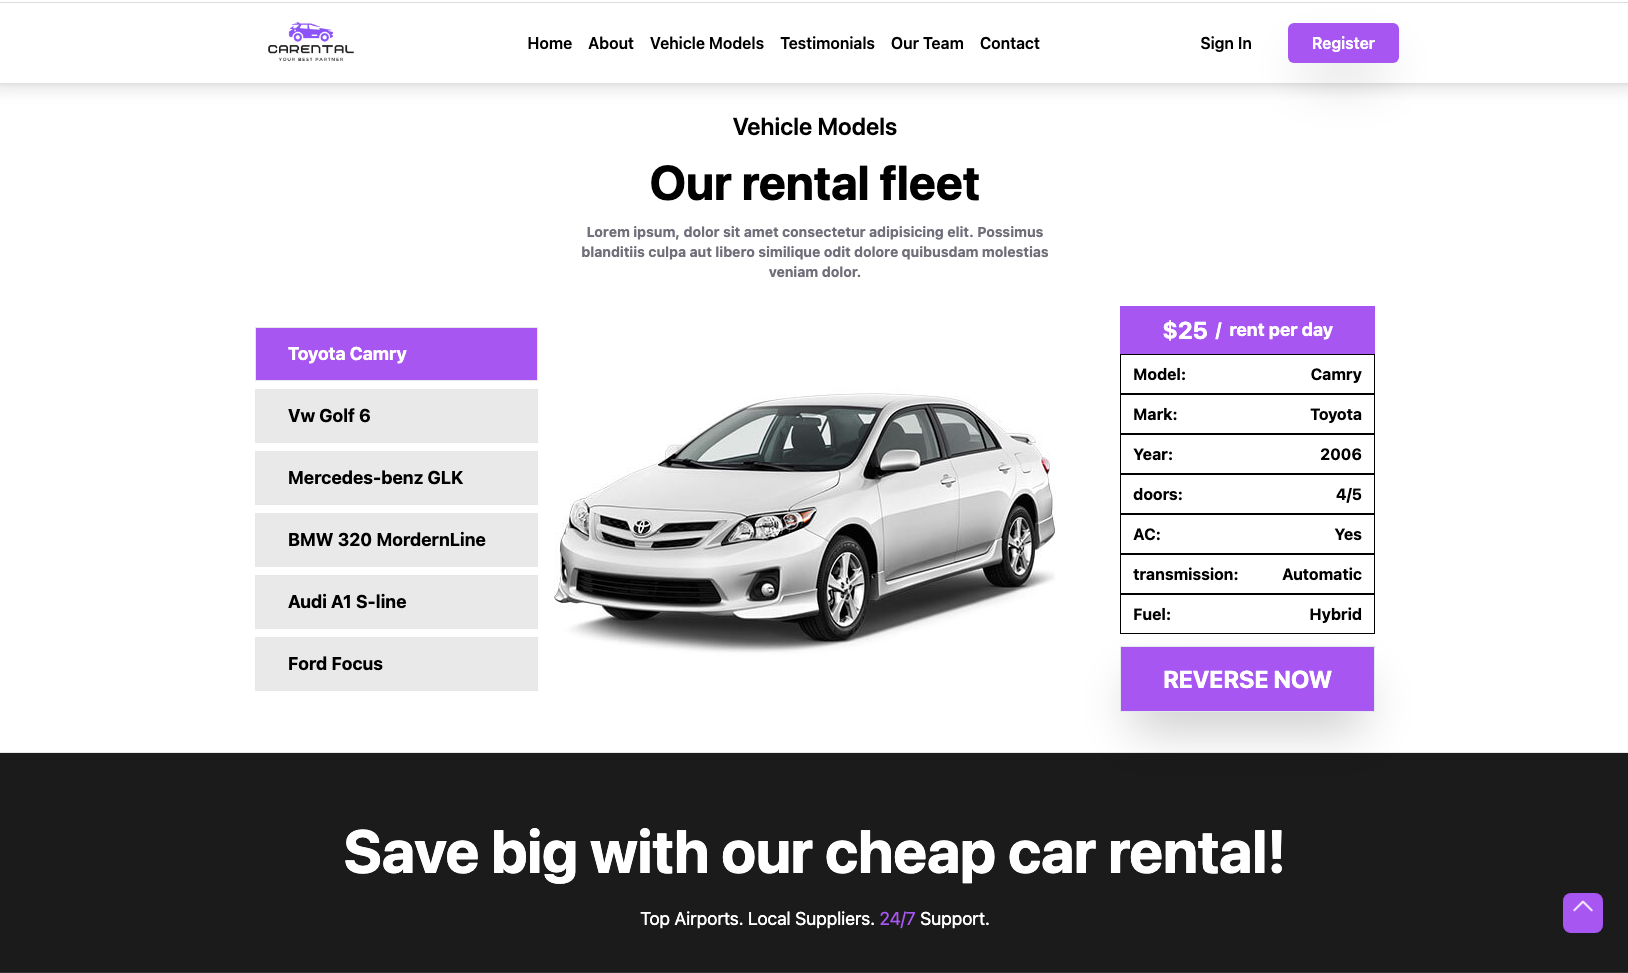 CARENTAL
YOUR BEST PARTNER
Home About Vehicle Models Testimonials Our Team Contact
Sign In Register
Vehicle Models
Our rental fleet
Lorem ipsum, dolor sit amet consectetur adipisicing elit. Possimus
blanditiis culpa aut libero similique odit dolore quibusdam molestias
veniam dolor.
Toyota Camry
Vw Golf 6
Mercedes-benz GLK
BMW 320 MordernLine
Audi A1 S-line
Ford Focus
$25 / rent per day
Model: Camry
Mark: Toyota
Year: 2006
doors: 4/5
AC: Yes
transmission: Automatic
Fuel: Hybrid
REVERSE NOW
Save big with our cheap car rental!
Top Airports. Local Suppliers. 24/7 Support.